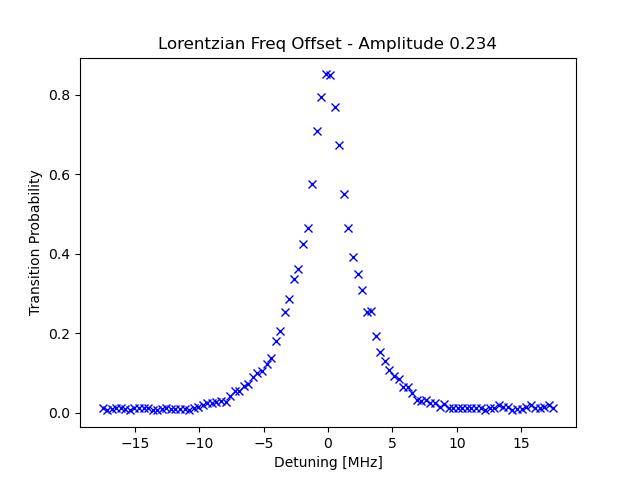 Lorentzian Freq Offset - Amplitude 0.234
Transition Probability
0.8
0.6
0.4
0.2
0.0
−15 −10 −5 0 5 10 15
Detuning [MHz]